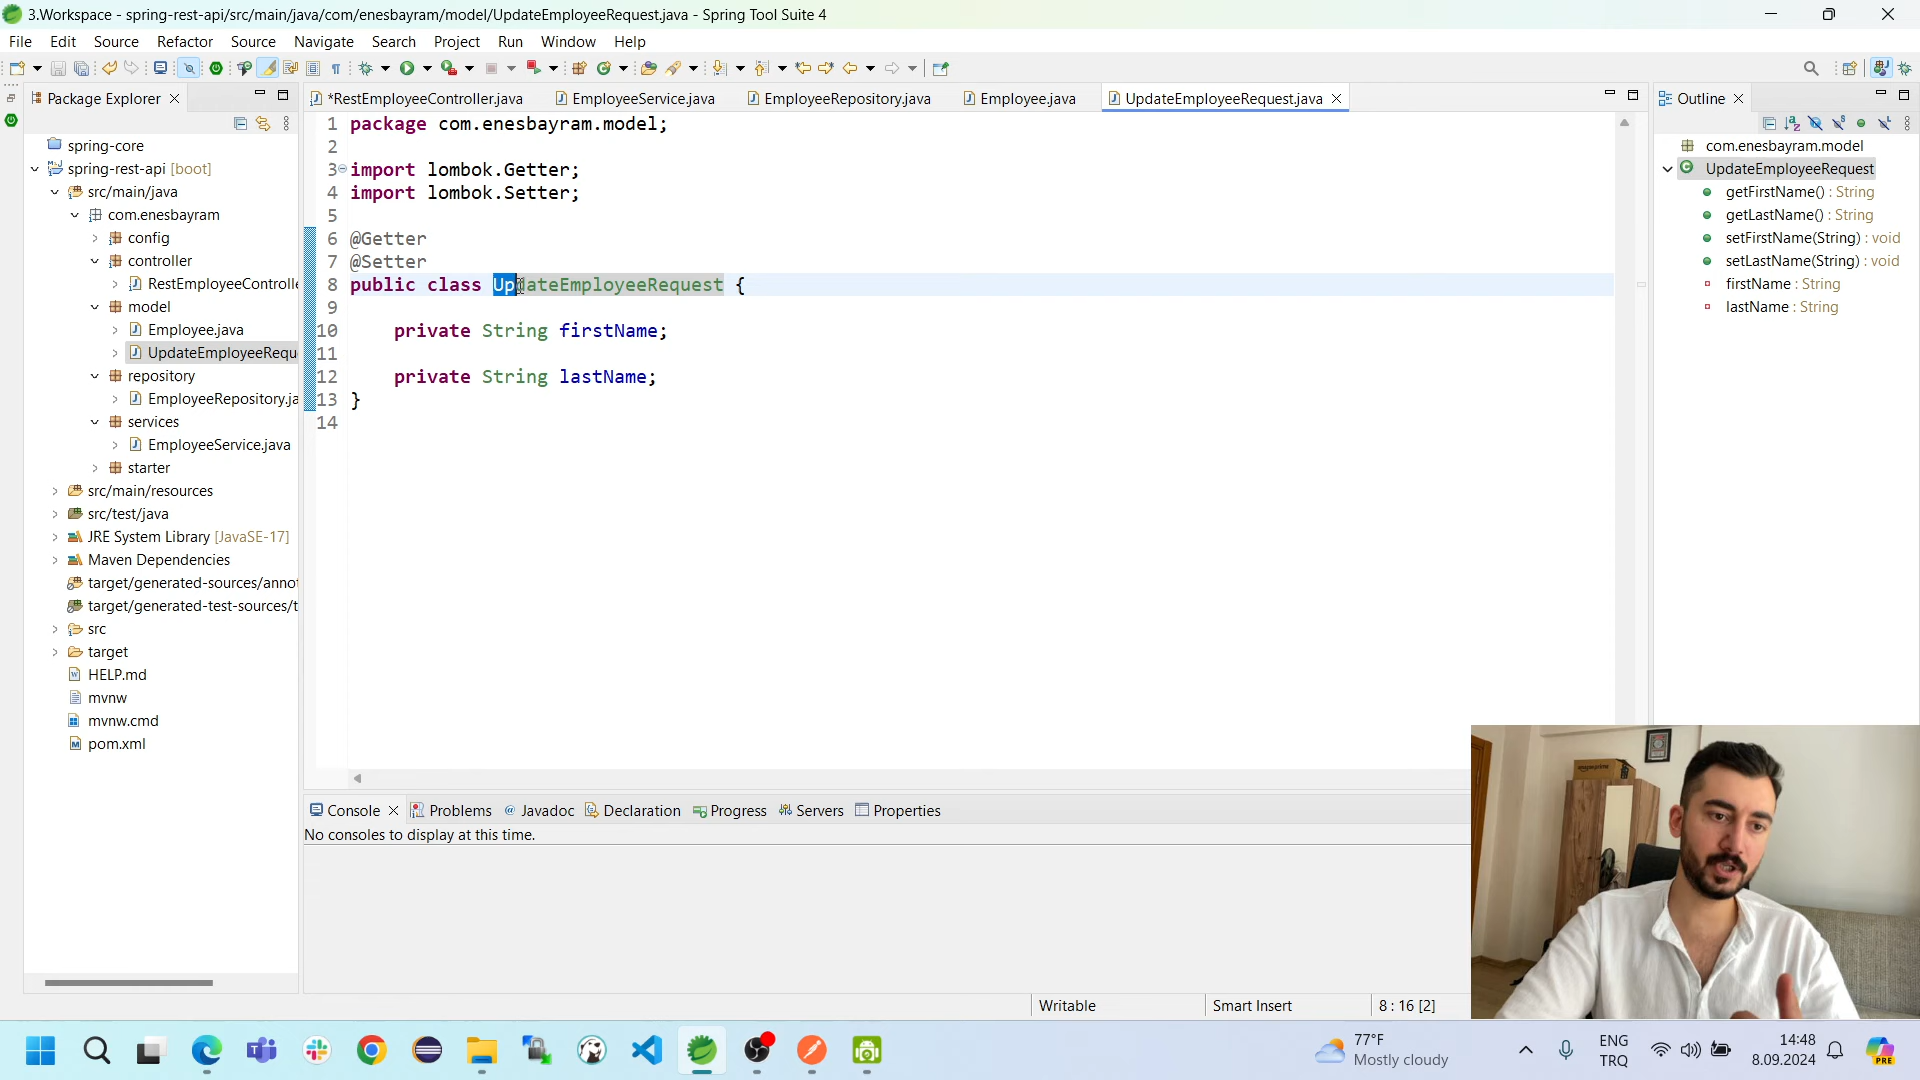 3.Workspace - spring-rest-api/src/main/java/com/enesbayram/model/UpdateEmployeeRequest.java - Spring Tool Suite 4
File Edit Source Refactor Source Navigate Search Project Run Window Help
Package Explorer
spring-core
spring-rest-api [boot]
src/main/java
com.enesbayram
config
controller
RestEmployeeControlle
model
Employee.java
UpdateEmployeeRequ
repository
EmployeeRepository.ja
services
EmployeeService.java
starter
src/main/resources
src/test/java
JRE System Library [JavaSE-17]
Maven Dependencies
target/generated-sources/annot
target/generated-test-sources/t
src
target
HELP.md
mvnw
mvnw.cmd
pom.xml
*RestEmployeeController.java EmployeeService.java EmployeeRepository.java Employee.java UpdateEmployeeRequest.java
1 package com.enesbayram.model;
2
3 import lombok.Getter;
4 import lombok.Setter;
5
6 @Getter
7 @Setter
8 public class UpdateEmployeeRequest {
9
10 private String firstName;
11
12 private String lastName;
13 }
14
Outline
com.enesbayram.model
UpdateEmployeeRequest
getFirstName() : String
getLastName() : String
setFirstName(String) : void
setLastName(String) : void
firstName : String
lastName : String
Console Problems Javadoc Declaration Progress Servers Properties
No consoles to display at this time.
Writable Smart Insert 8 : 16 [2]
77°F
Mostly cloudy
ENG
TRQ
14:48
8.09.2024
PRE